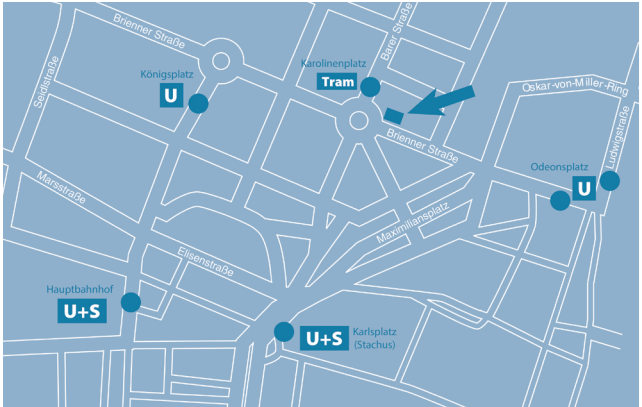 Brienner Straße
Barer Straße
Karolinenplatz
Tram
Königsplatz
U
Seidlstraße
Oskar-von-Miller-Ring
Brienner Straße
Ludwigstraße
Odeonsplatz
U
Marsstraße
Maximiliansplatz
Elisenstraße
Hauptbahnhof
U+S
U+S
Karlsplatz
(Stachus)